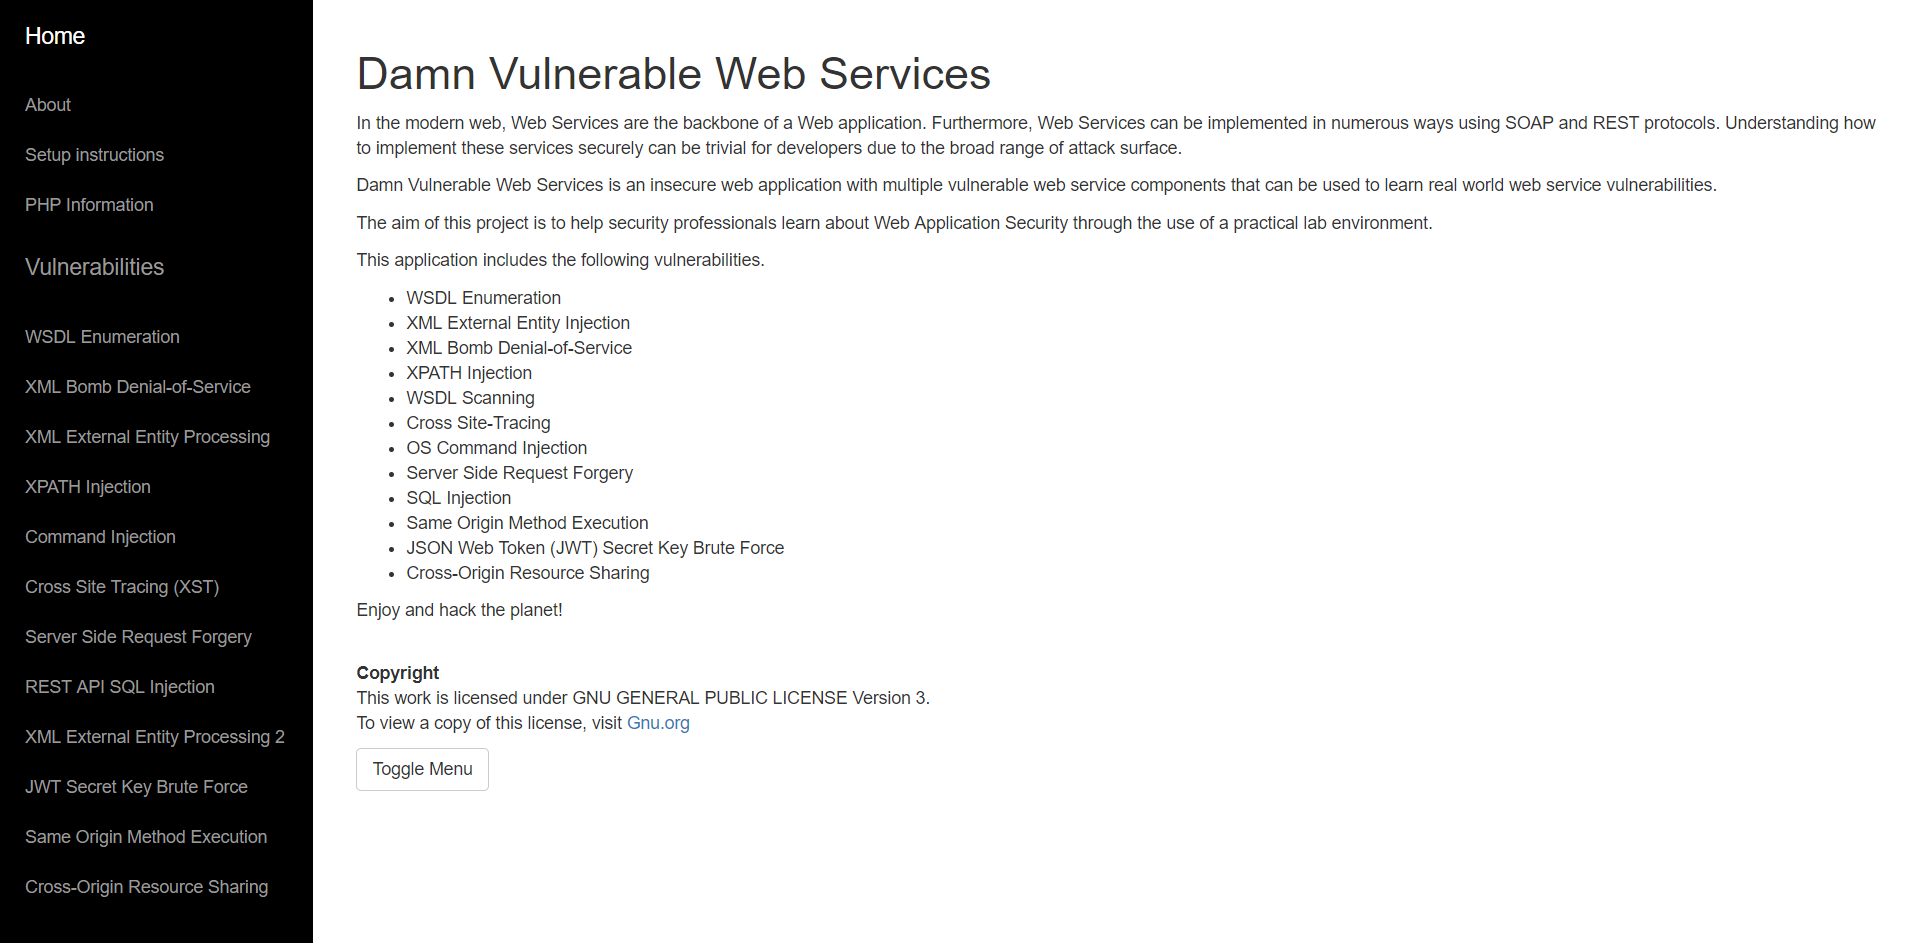 Home
About
Setup instructions
PHP Information
Vulnerabilities
WSDL Enumeration
XML Bomb Denial-of-Service
XML External Entity Processing
XPATH Injection
Command Injection
Cross Site Tracing (XST)
Server Side Request Forgery
REST API SQL Injection
XML External Entity Processing 2
JWT Secret Key Brute Force
Same Origin Method Execution
Cross-Origin Resource Sharing
Damn Vulnerable Web Services
In the modern web, Web Services are the backbone of a Web application. Furthermore, Web Services can be implemented in numerous ways using SOAP and REST protocols. Understanding how
to implement these services securely can be trivial for developers due to the broad range of attack surface.
Damn Vulnerable Web Services is an insecure web application with multiple vulnerable web service components that can be used to learn real world web service vulnerabilities.
The aim of this project is to help security professionals learn about Web Application Security through the use of a practical lab environment.
This application includes the following vulnerabilities.
• WSDL Enumeration
• XML External Entity Injection
• XML Bomb Denial-of-Service
• XPATH Injection
• WSDL Scanning
• Cross Site-Tracing
• OS Command Injection
• Server Side Request Forgery
• SQL Injection
• Same Origin Method Execution
• JSON Web Token (JWT) Secret Key Brute Force
• Cross-Origin Resource Sharing
Enjoy and hack the planet!
Copyright
This work is licensed under GNU GENERAL PUBLIC LICENSE Version 3.
To view a copy of this license, visit Gnu.org
Toggle Menu